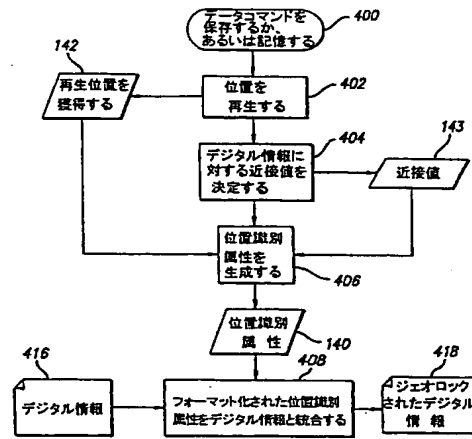 400
データコマンドを
保存するか、
あるいは記憶する
142
再生位置を
獲得する
位置を
再生する
402
404
143
デジタル情報に
対する近接値を
決定する
近接値
位置識別
属性を
生成する
406
位置識別
属性
140
416
408
418
デジタル情報
フォーマット化された位置識別
属性をデジタル情報と統合する
ジェオロック
されたデジタル
情報